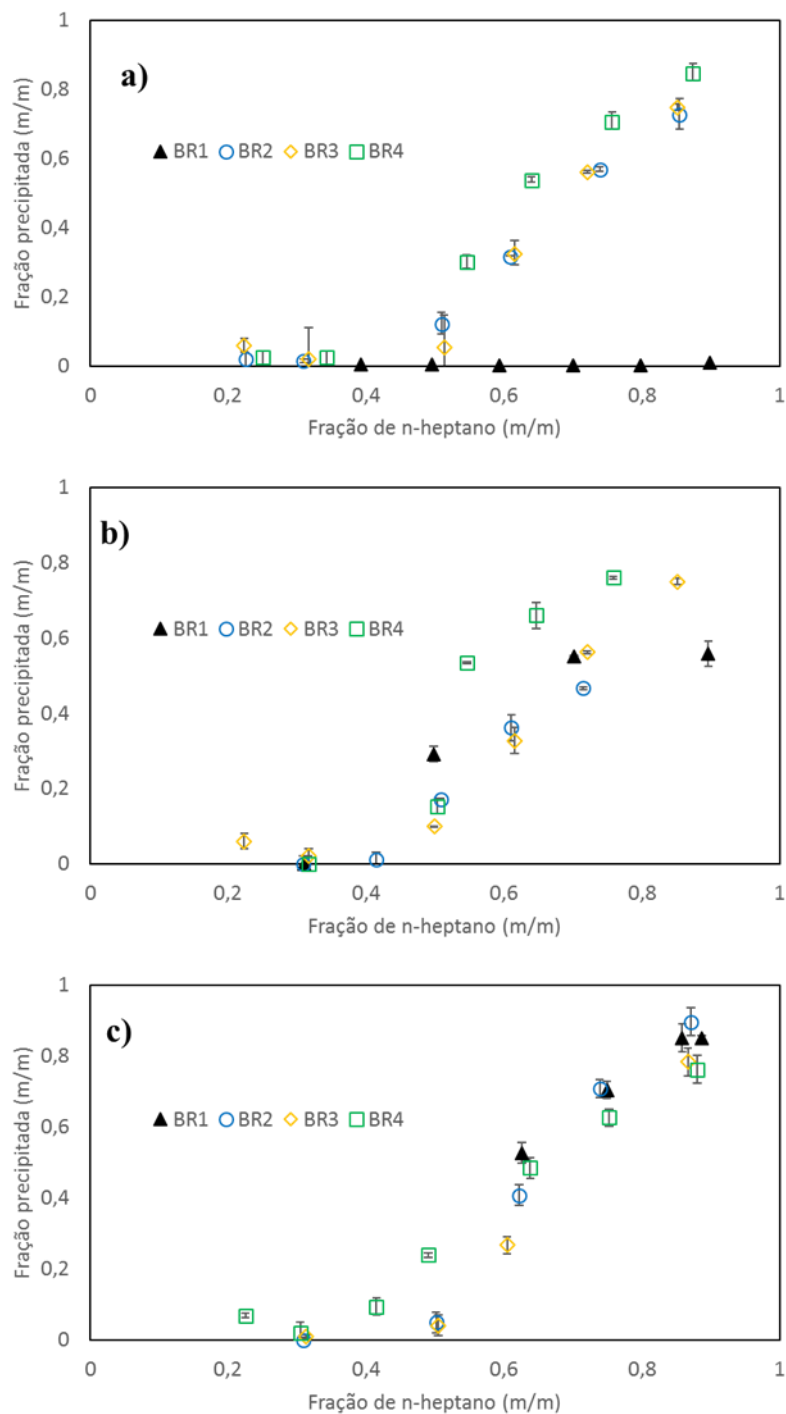 a)
BR1 BR2 BR3 BR4
Fração precipitada (m/m)
1
0,8
0,6
0,4
0,2
0
0 0,2 0,4 0,6 0,8 1
Fração de n-heptano (m/m)
b)
BR1 BR2 BR3 BR4
Fração precipitada (m/m)
1
0,8
0,6
0,4
0,2
0
0 0,2 0,4 0,6 0,8 1
Fração de n-heptano (m/m)
c)
BR1 BR2 BR3 BR4
Fração precipitada (m/m)
1
0,8
0,6
0,4
0,2
0
0 0,2 0,4 0,6 0,8 1
Fração de n-heptano (m/m)